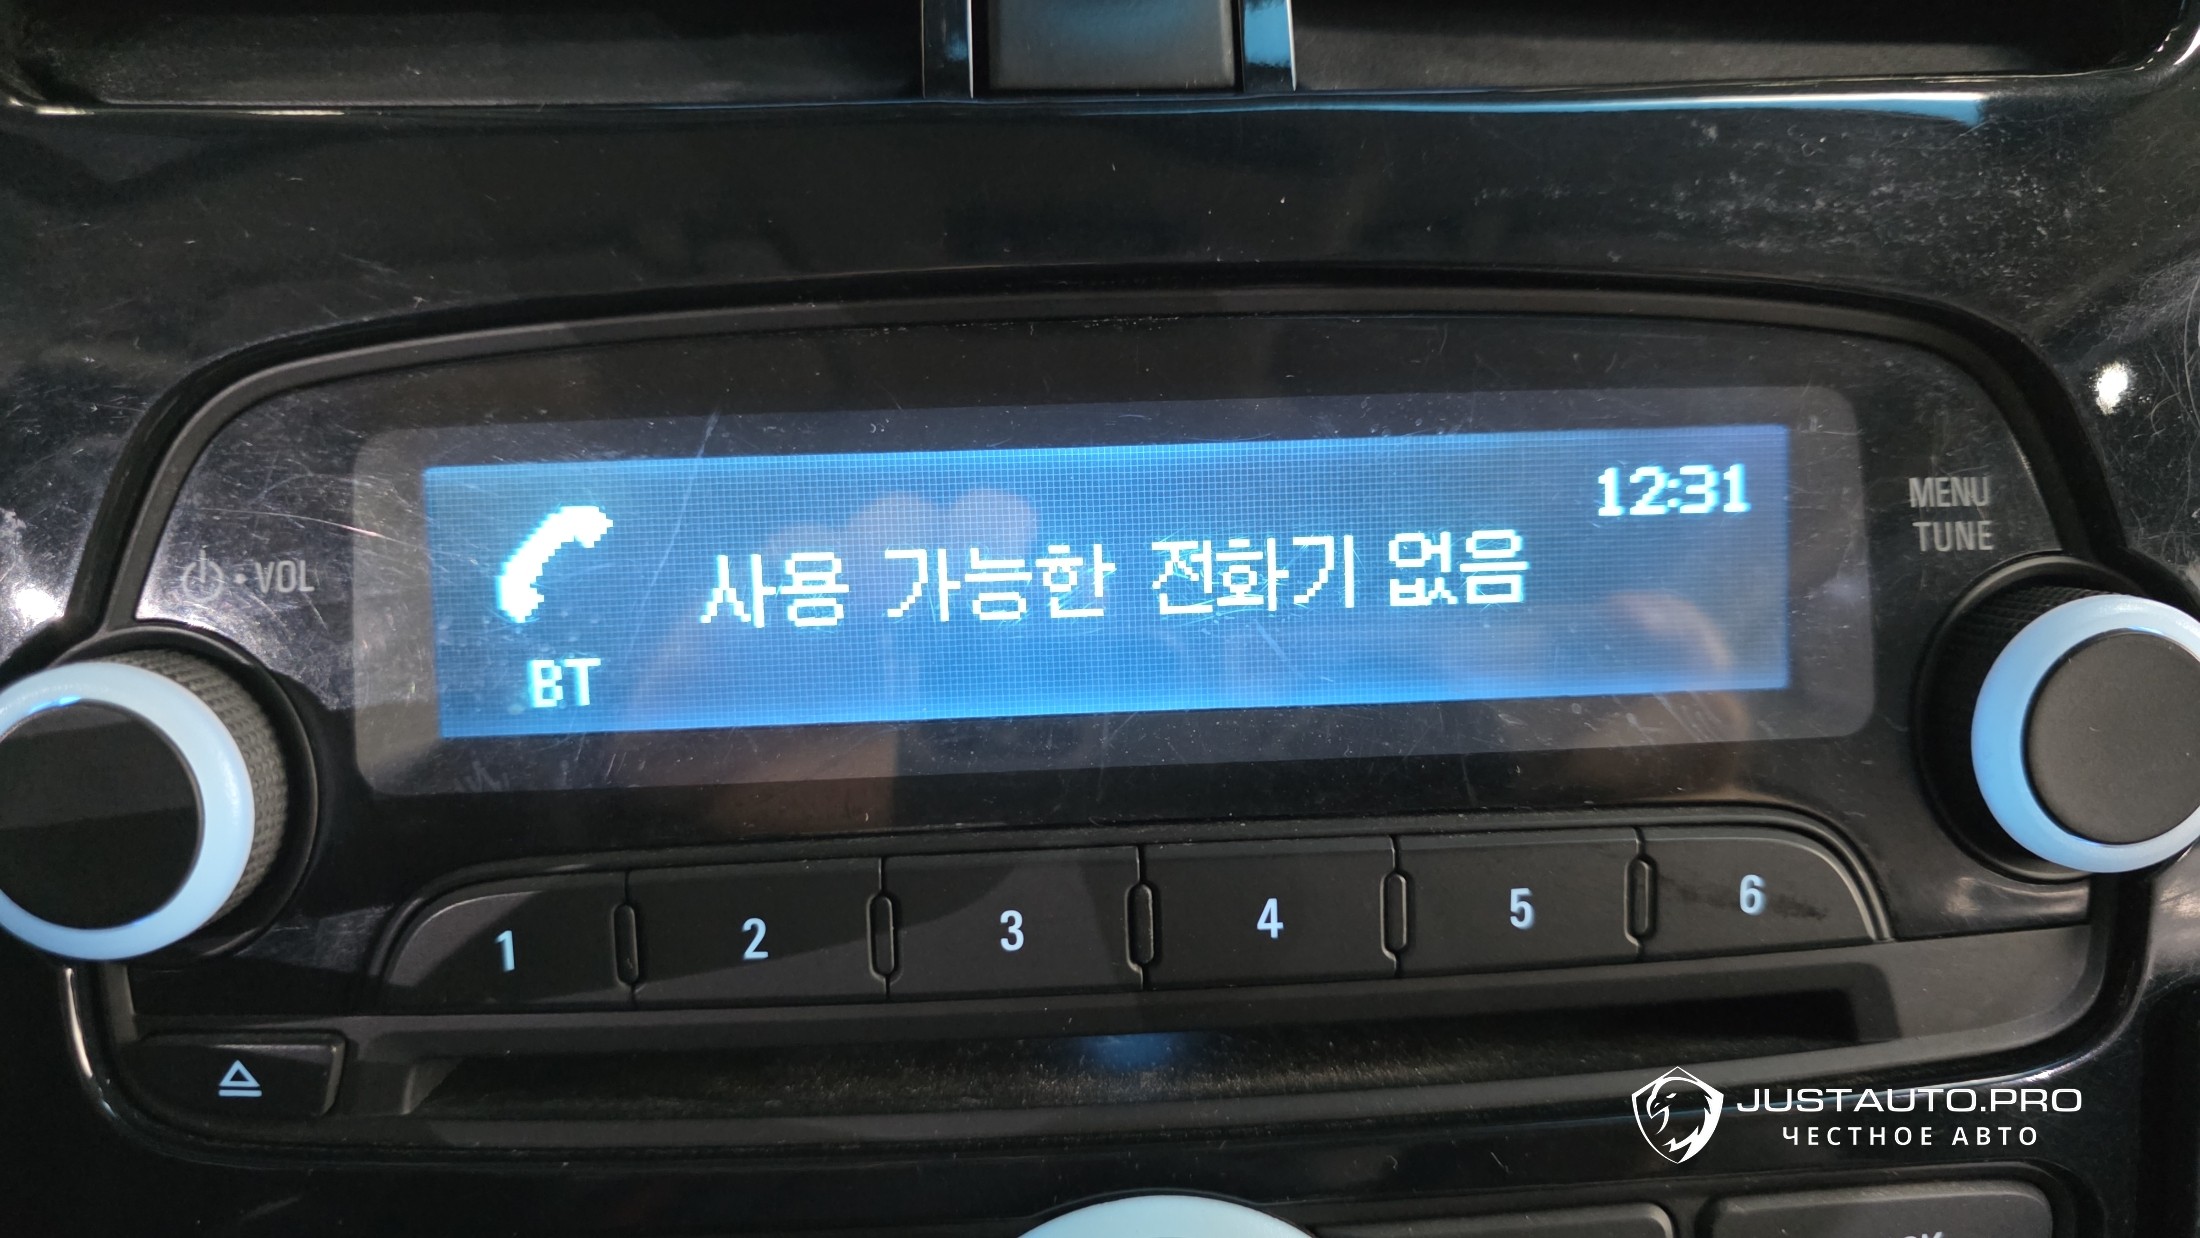 12:31
사용 가능한 전화기 없음
BT
VOL
MENU
TUNE
1 2 3 4 5 6
JUSTAUTO.PRO
ЧЕСТНОЕ АВТО